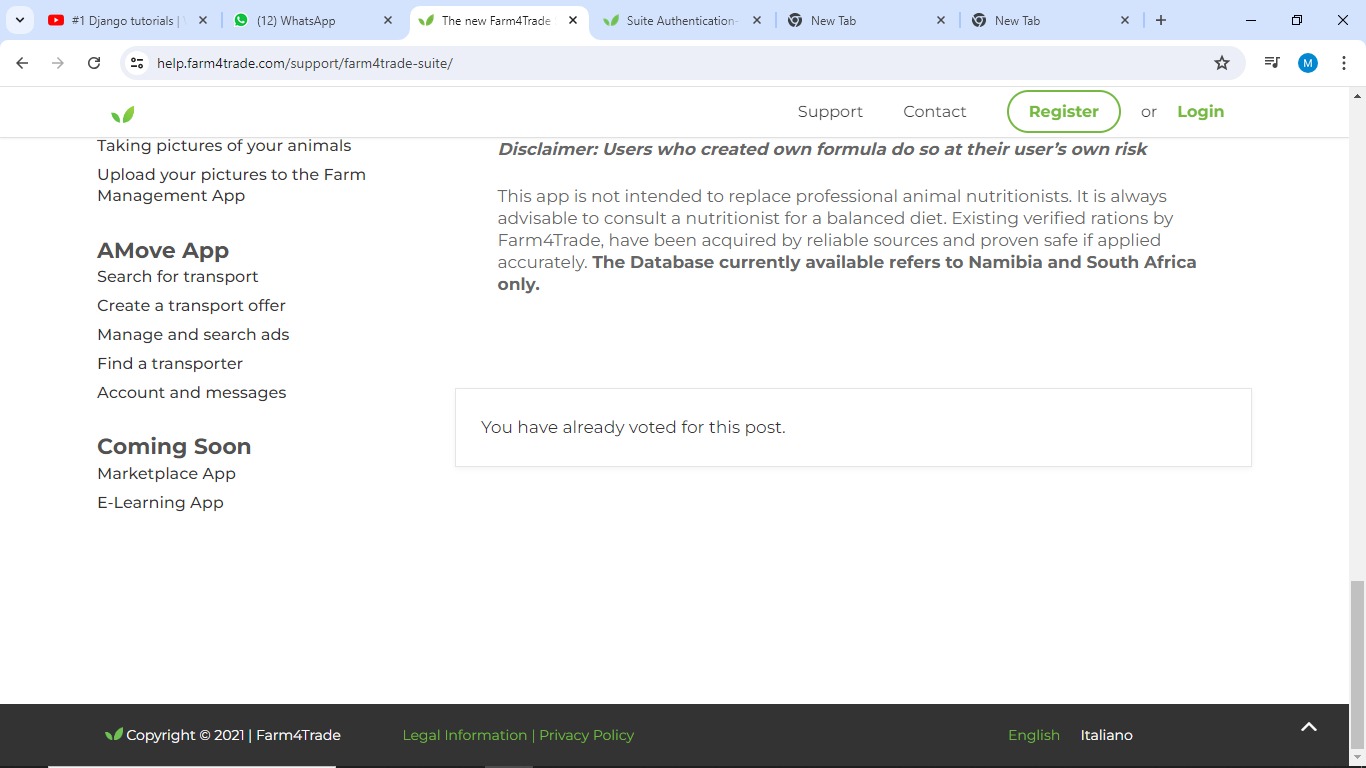 #1 Django tutorials |
(12) WhatsApp
The new Farm4Trade
Suite Authentication
New Tab
New Tab
help.farm4trade.com/support/farm4trade-suite/
M
Support
Contact
Register
or
Login
Taking pictures of your animals
Upload your pictures to the Farm
Management App
AMove App
Search for transport
Create a transport offer
Manage and search ads
Find a transporter
Account and messages
Coming Soon
Marketplace App
E-Learning App
Disclaimer: Users who created own formula do so at their user’s own risk
This app is not intended to replace professional animal nutritionists. It is always
advisable to consult a nutritionist for a balanced diet. Existing verified rations by
Farm4Trade, have been acquired by reliable sources and proven safe if applied
accurately. The Database currently available refers to Namibia and South Africa
only.
You have already voted for this post.
Copyright © 2021 | Farm4Trade
Legal Information | Privacy Policy
English
Italiano